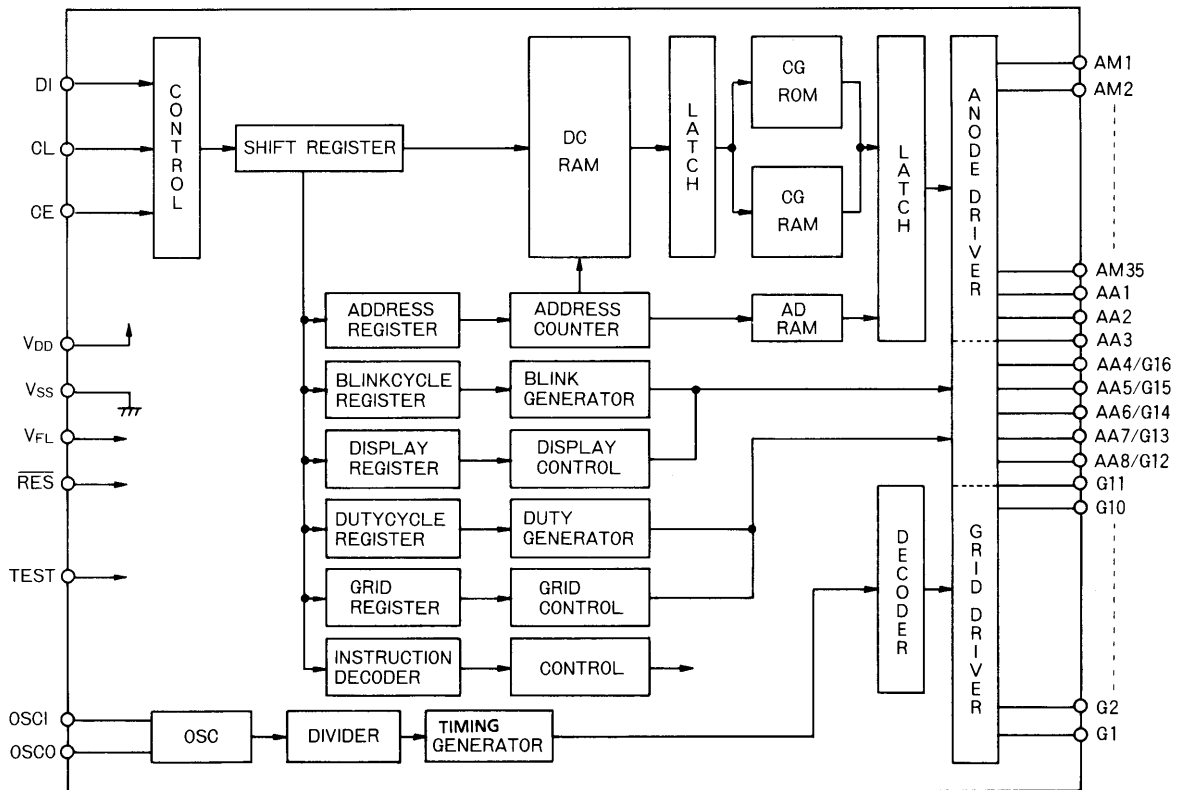 DI
CL
CE
VDD
VSS
VFL
RES
TEST
OSCI
OSCO
CONTROL
SHIFT REGISTER
DC
RAM
LATCH
CG
ROM
CG
RAM
LATCH
ANODE DRIVER
ADDRESS
REGISTER
ADDRESS
COUNTER
AD
RAM
BLINKCYCLE
REGISTER
BLINK
GENERATOR
DISPLAY
REGISTER
DISPLAY
CONTROL
DUTYCYCLE
REGISTER
DUTY
GENERATOR
GRID
REGISTER
GRID
CONTROL
INSTRUCTION
DECODER
CONTROL
OSC
DIVIDER
TIMING
GENERATOR
DECODER
GRID DRIVER
AM1
AM2
AM35
AA1
AA2
AA3
AA4/G16
AA5/G15
AA6/G14
AA7/G13
AA8/G12
G11
G10
G2
G1